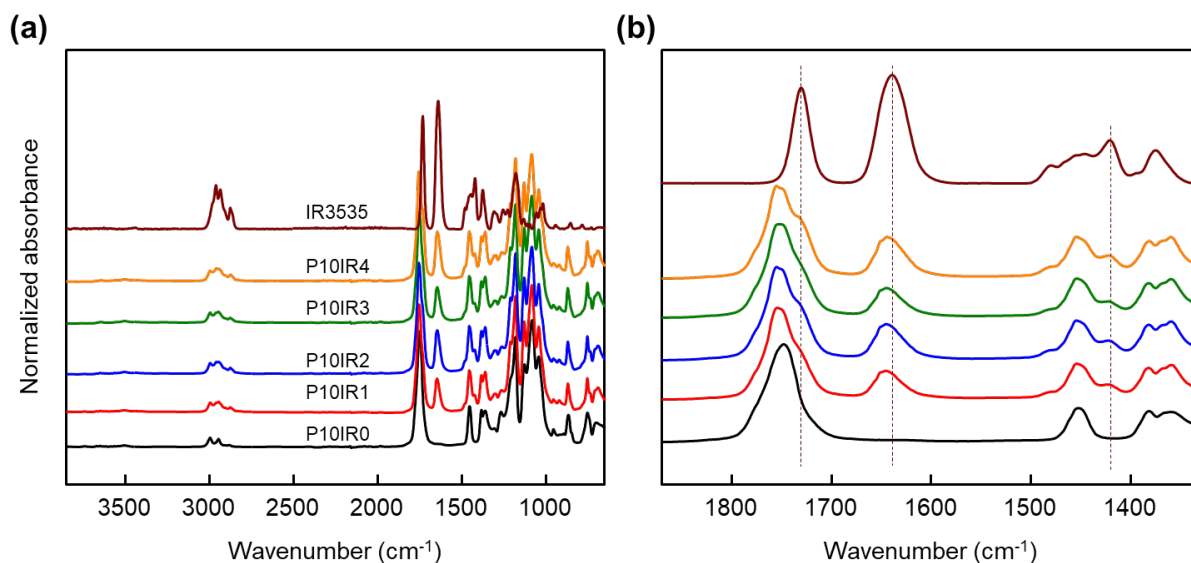 (a)
(b)
Normalized absorbance
IR3535
P10IR4
P10IR3
P10IR2
P10IR1
P10IR0
3500 3000 2500 2000 1500 1000
1800 1700 1600 1500 1400
Wavenumber (cm⁻¹)
Wavenumber (cm⁻¹)